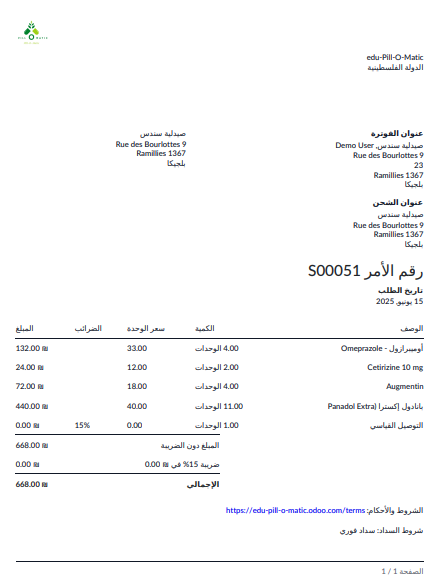 PILL O MATIC
edu-Pill-O-Matic
الدولة الفلسطينية
عنوان الفوترة
صيدلية سندس, Demo User
Rue des Bourlottes 9
23
Ramillies 1367
بلجيكا
صيدلية سندس
Rue des Bourlottes 9
Ramillies 1367
بلجيكا
عنوان الشحن
صيدلية سندس
Rue des Bourlottes 9
Ramillies 1367
بلجيكا
رقم الأمر S00051
تاريخ الطلب
15 يونيو, 2025
الوصف الكمية سعر الوحدة الضرائب المبلغ
أوميبرازول - Omeprazole 4.00 الوحدات 33.00 132.00 ₪
Cetirizine 10 mg 2.00 الوحدات 12.00 24.00 ₪
Augmentin 4.00 الوحدات 18.00 72.00 ₪
بانادول إكسترا (Panadol Extra 11.00 الوحدات 40.00 440.00 ₪
التوصيل القياسي 1.00 الوحدات 0.00 15% 0.00 ₪
المبلغ دون الضريبة 668.00 ₪
ضريبة 15% في ₪ 0.00 0.00 ₪
الإجمالي 668.00 ₪
الشروط والأحكام: https://edu-pill-o-matic.odoo.com/terms
شروط السداد: سداد فوري
الصفحة 1 / 1